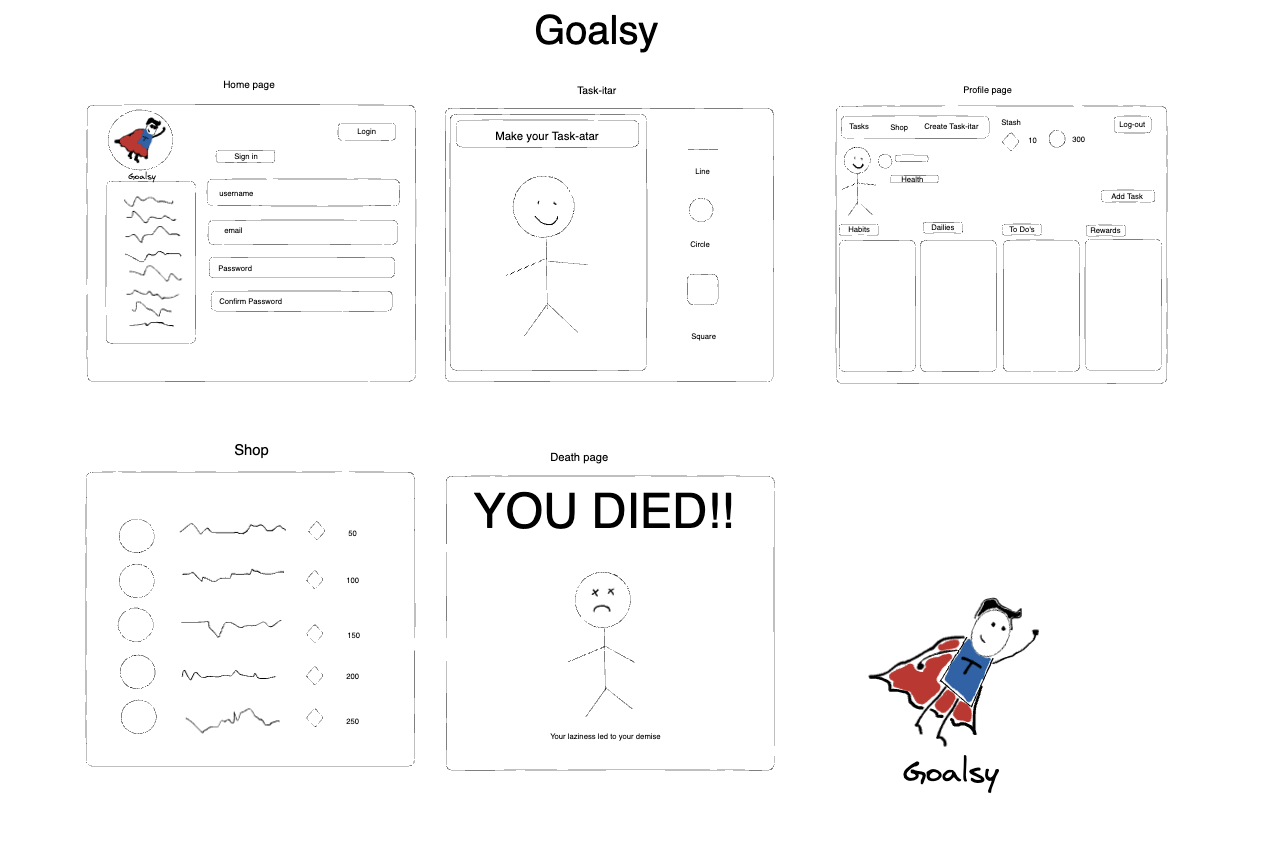 Goalsy
Home page
Login
Sign in
Goalsy
username
email
Password
Confirm Password
Task-itar
Make your Task-atar
Line
Circle
Square
Profile page
Tasks
Shop
Create Task-itar
Stash
10
300
Log-out
Health
Add Task
Habits
Dailies
To Do's
Rewards
Shop
50
100
150
200
250
Death page
YOU DIED!!
Your laziness led to your demise
T
Goalsy